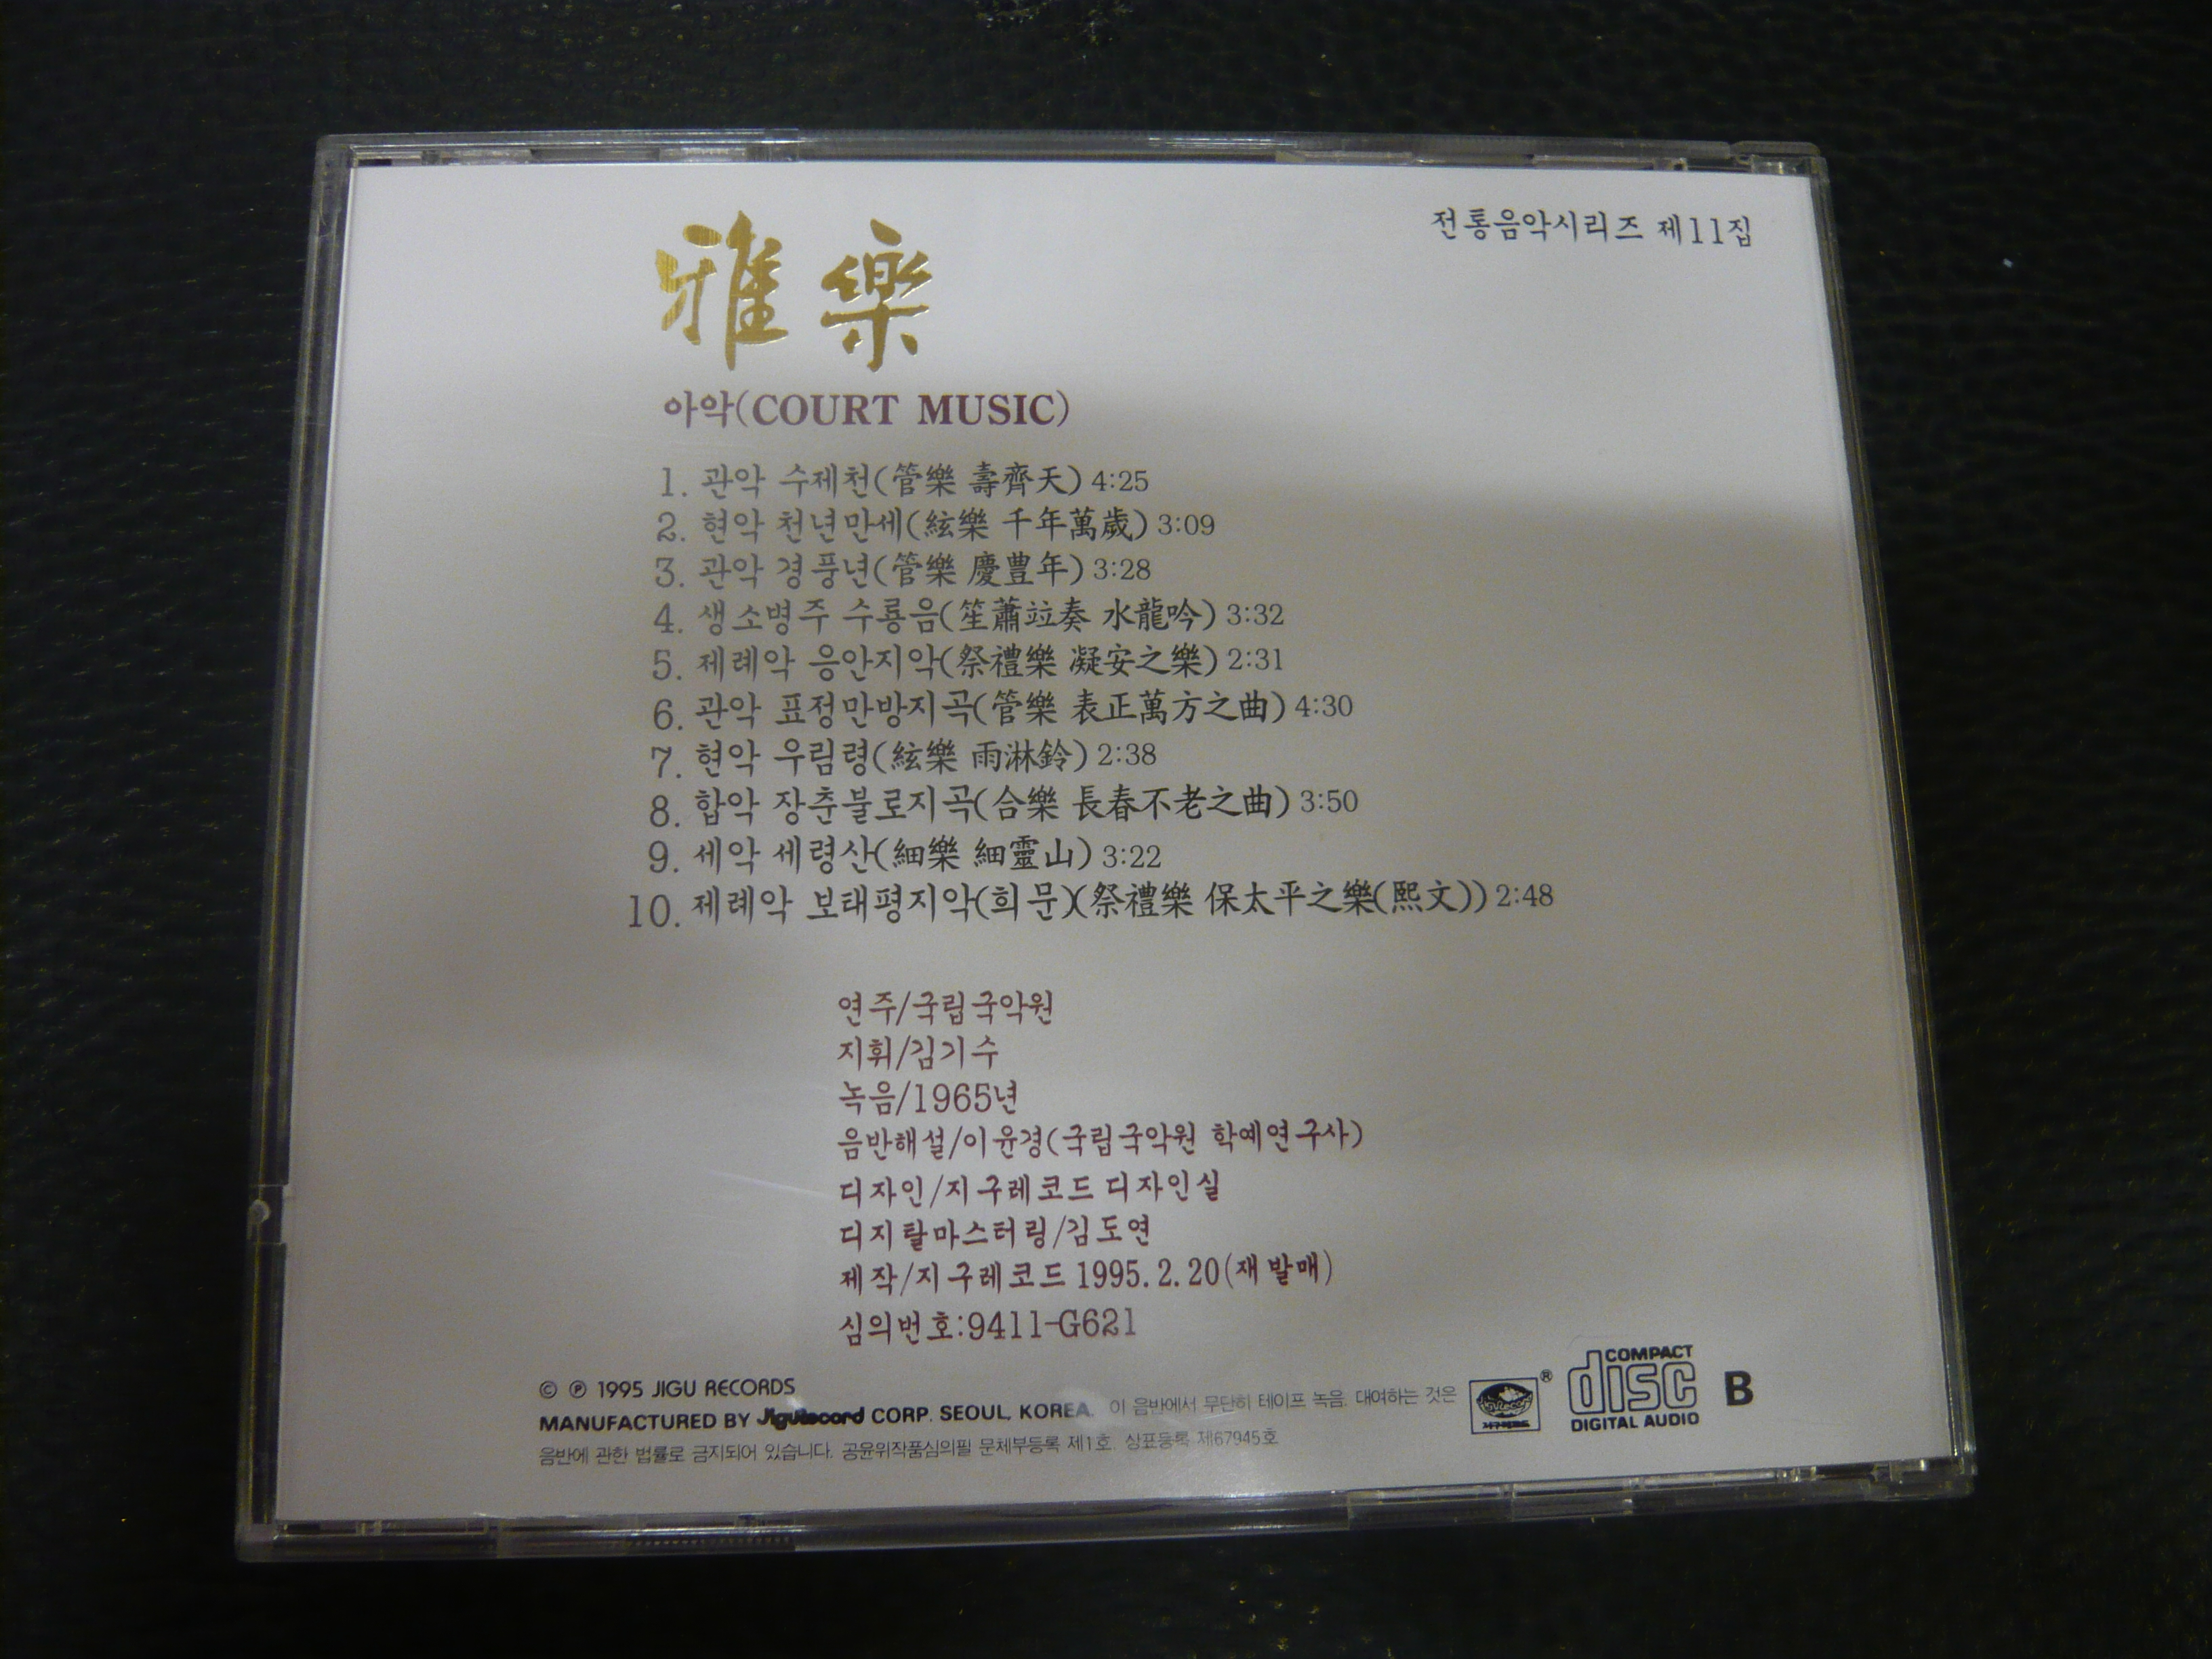 전통음악시리즈 제11집
雅樂
아악(COURT MUSIC)
1. 관악 수제천(管樂 壽齊天) 4:25
2. 현악 천년만세(絃樂 千年萬歲) 3:09
3. 관악 경풍년(管樂 慶豊年) 3:28
4. 생소병주 수룡음(笙蕭竝奏 水龍吟) 3:32
5. 제례악 응안지악(祭禮樂 凝安之樂) 2:31
6. 관악 표정만방지곡(管樂 表正萬方之曲) 4:30
7. 현악 우림령(絃樂 雨淋鈴) 2:38
8. 합악 장춘불로지곡(合樂 長春不老之曲) 3:50
9. 세악 세령산(細樂 細靈山) 3:22
10. 제례악 보태평지악(희문)(祭禮樂 保太平之樂(熙文)) 2:48
연주/국립국악원
지휘/김기수
녹음/1965년
음반해설/이윤경(국립국악원 학예연구사)
디자인/지구레코드 디자인실
디지탈마스터링/김도연
제작/지구레코드 1995.2.20(재발매)
심의번호:9411-G621
© ℗ 1995 JIGU RECORDS
MANUFACTURED BY JiguRecord CORP. SEOUL, KOREA. 이 음반에서 무단히 테이프 녹음. 대여하는 것은
음반에 관한 법률로 금지되어 있습니다. 공윤위작품심의필 문체부등록 제1호. 상표등록 제67945호
지구레코드 ®
COMPACT
disc
DIGITAL AUDIO
B